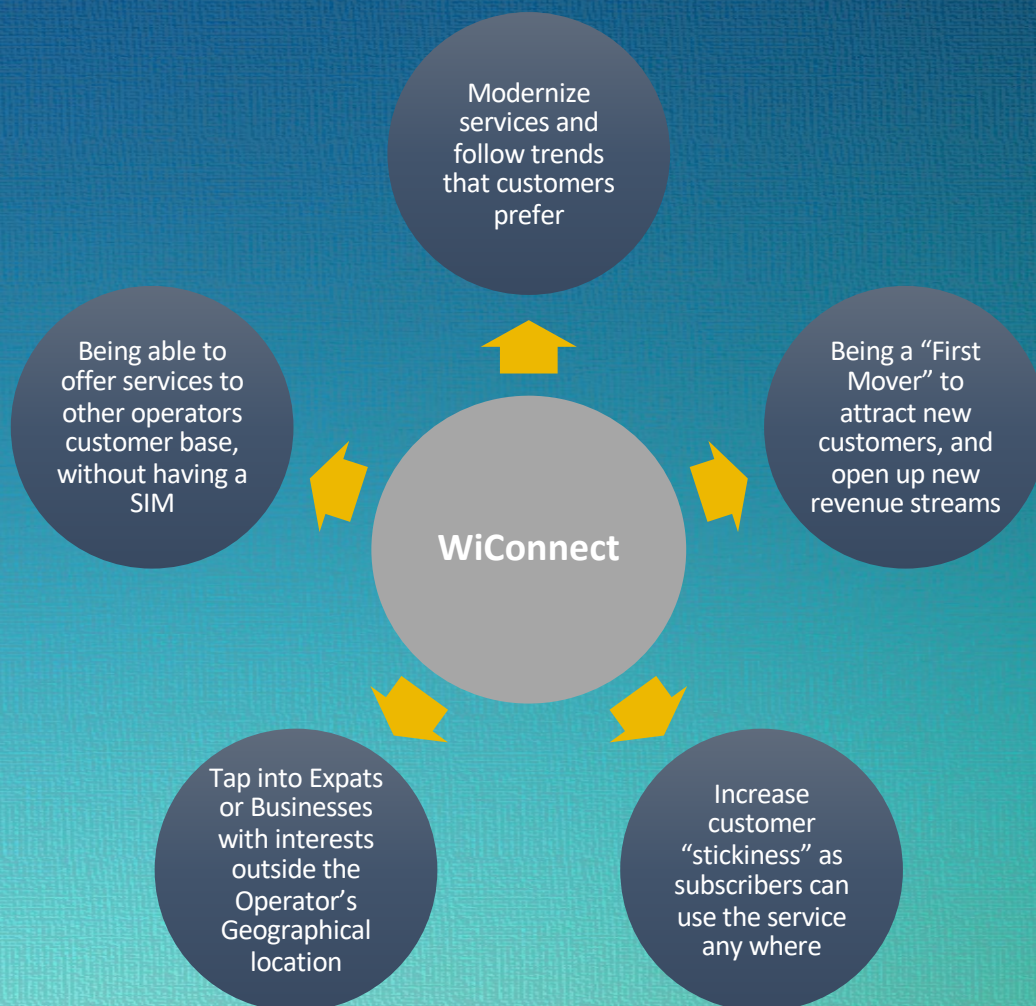 Modernize
services and
follow trends
that customers
prefer
Being able to
offer services to
other operators
customer base,
without having a
SIM
Being a “First
Mover” to
attract new
customers, and
open up new
revenue streams
WiConnect
Tap into Expats
or Businesses
with interests
outside the
Operator’s
Geographical
location
Increase
customer
“stickiness” as
subscribers can
use the service
any where